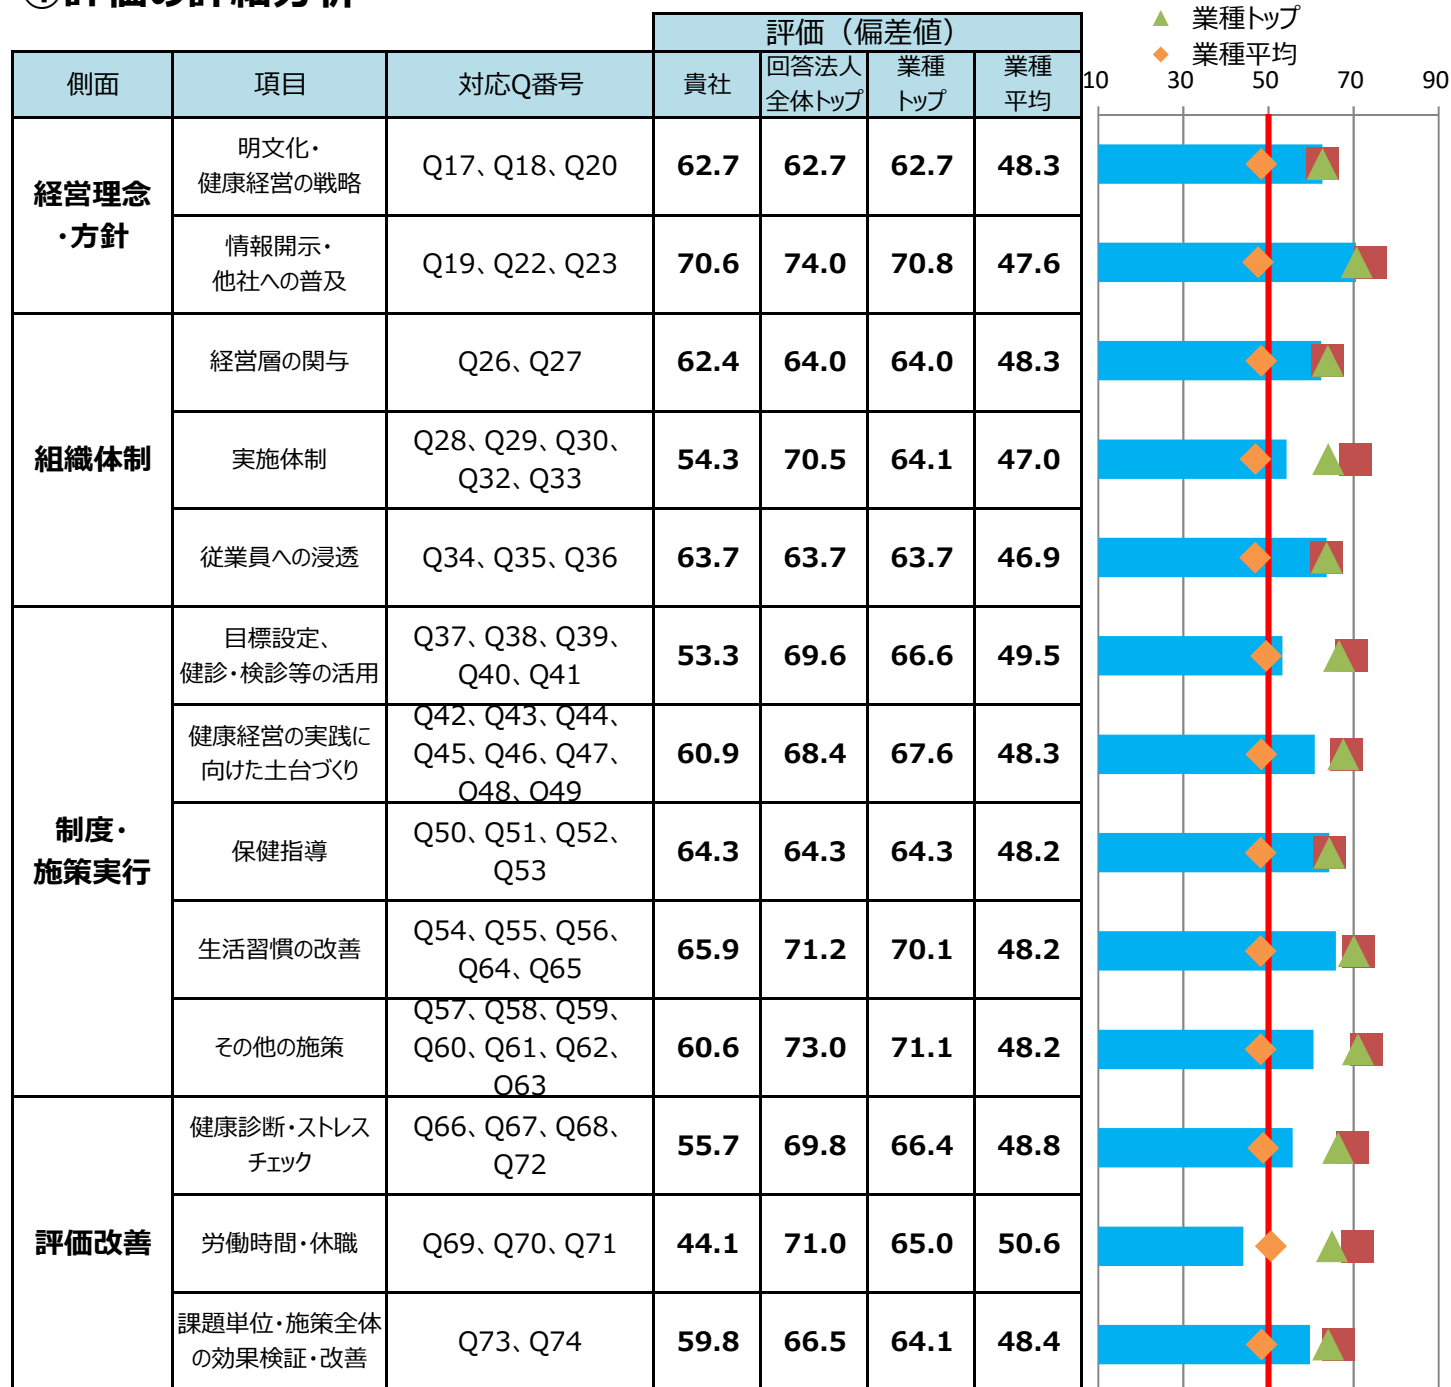 ①評価の詳細分析
▲ 業種トップ
◆ 業種平均
評価（偏差値）
側面 項目 対応Q番号 貴社 回答法人 業種 業種
全体トップ トップ 平均
10 30 50 70 90
経営理念
・方針
明文化・
健康経営の戦略
Q17、Q18、Q20 62.7 62.7 62.7 48.3
情報開示・
他社への普及
Q19、Q22、Q23 70.6 74.0 70.8 47.6
組織体制
経営層の関与 Q26、Q27 62.4 64.0 64.0 48.3
実施体制
Q28、Q29、Q30、
Q32、Q33
54.3 70.5 64.1 47.0
従業員への浸透 Q34、Q35、Q36 63.7 63.7 63.7 46.9
制度・
施策実行
目標設定、
健診・検診等の活用
Q37、Q38、Q39、
Q40、Q41
53.3 69.6 66.6 49.5
健康経営の実践に
向けた土台づくり
Q42、Q43、Q44、
Q45、Q46、Q47、
Q48、Q49
60.9 68.4 67.6 48.3
保健指導
Q50、Q51、Q52、
Q53
64.3 64.3 64.3 48.2
生活習慣の改善
Q54、Q55、Q56、
Q64、Q65
65.9 71.2 70.1 48.2
その他の施策
Q57、Q58、Q59、
Q60、Q61、Q62、
Q63
60.6 73.0 71.1 48.2
評価改善
健康診断・ストレス
チェック
Q66、Q67、Q68、
Q72
55.7 69.8 66.4 48.8
労働時間・休職 Q69、Q70、Q71 44.1 71.0 65.0 50.6
課題単位・施策全体
の効果検証・改善
Q73、Q74 59.8 66.5 64.1 48.4